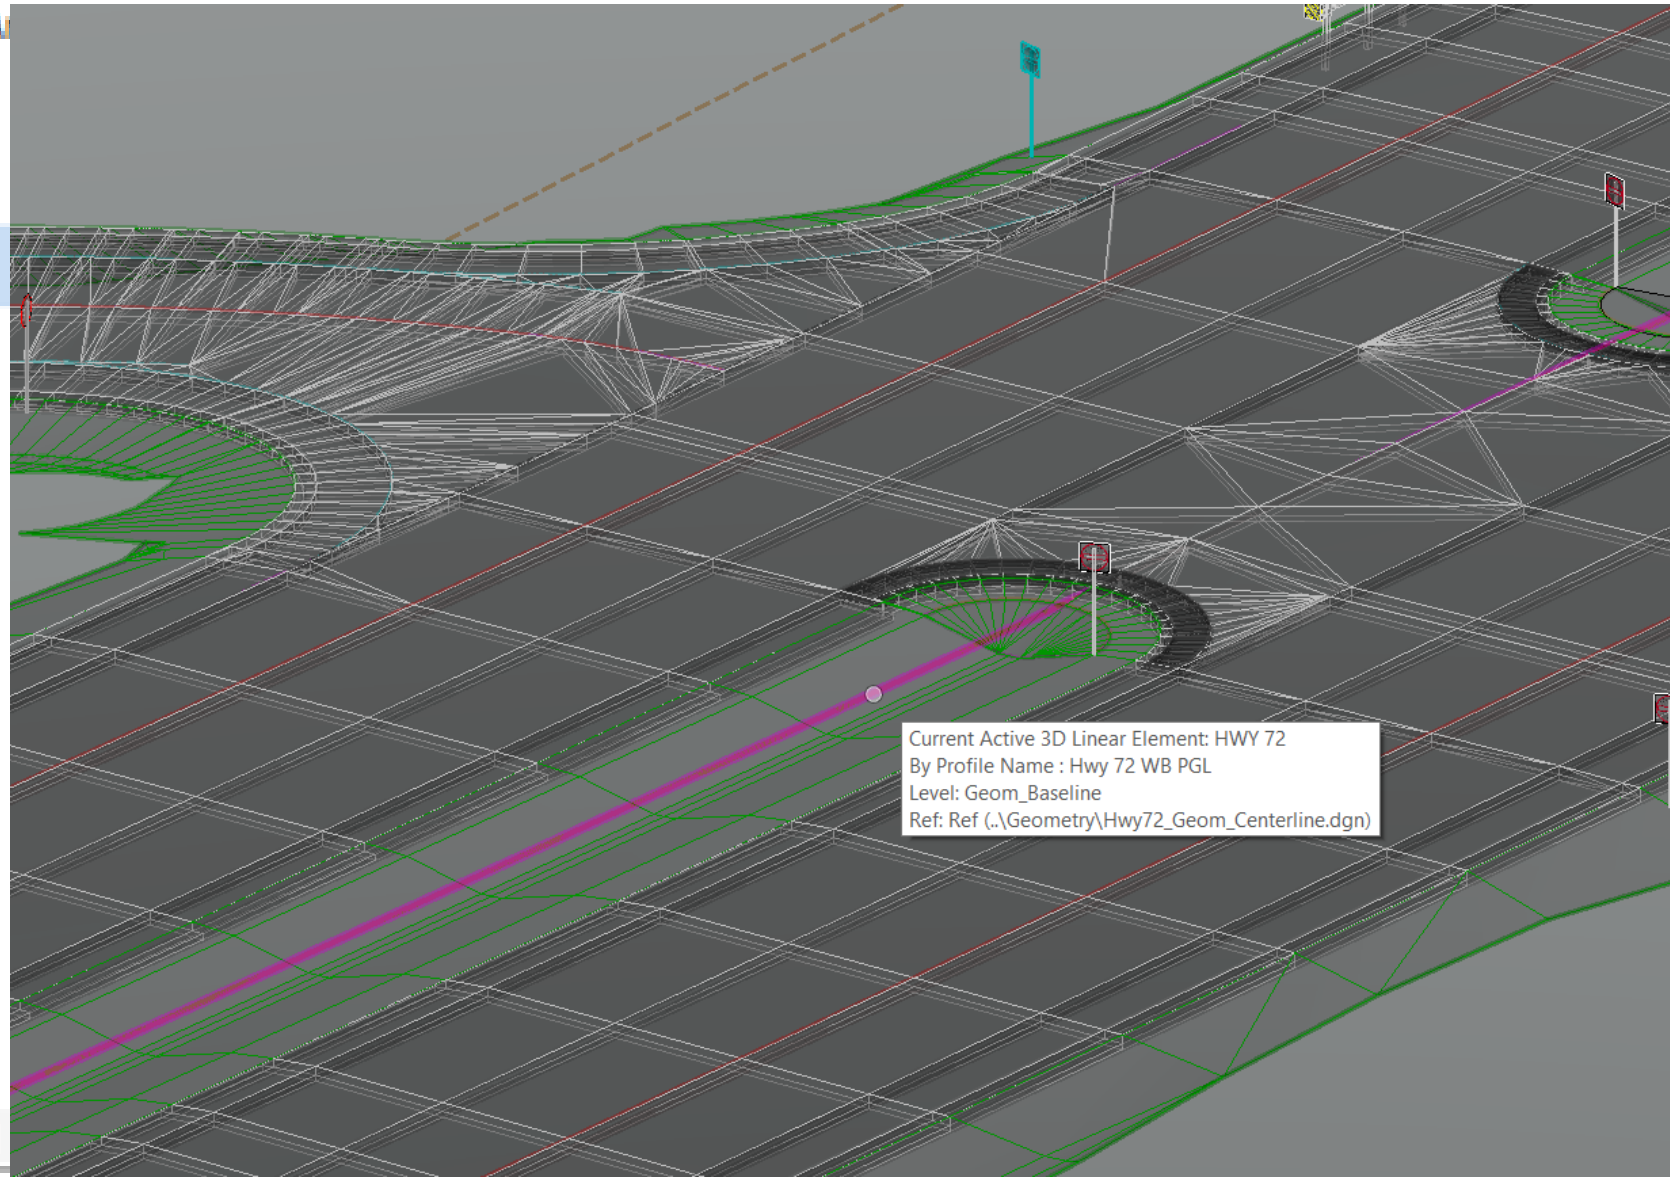 Current Active 3D Linear Element: HWY 72
By Profile Name : Hwy 72 WB PGL
Level: Geom_Baseline
Ref: Ref (..\Geometry\Hwy72_Geom_Centerline.dgn)